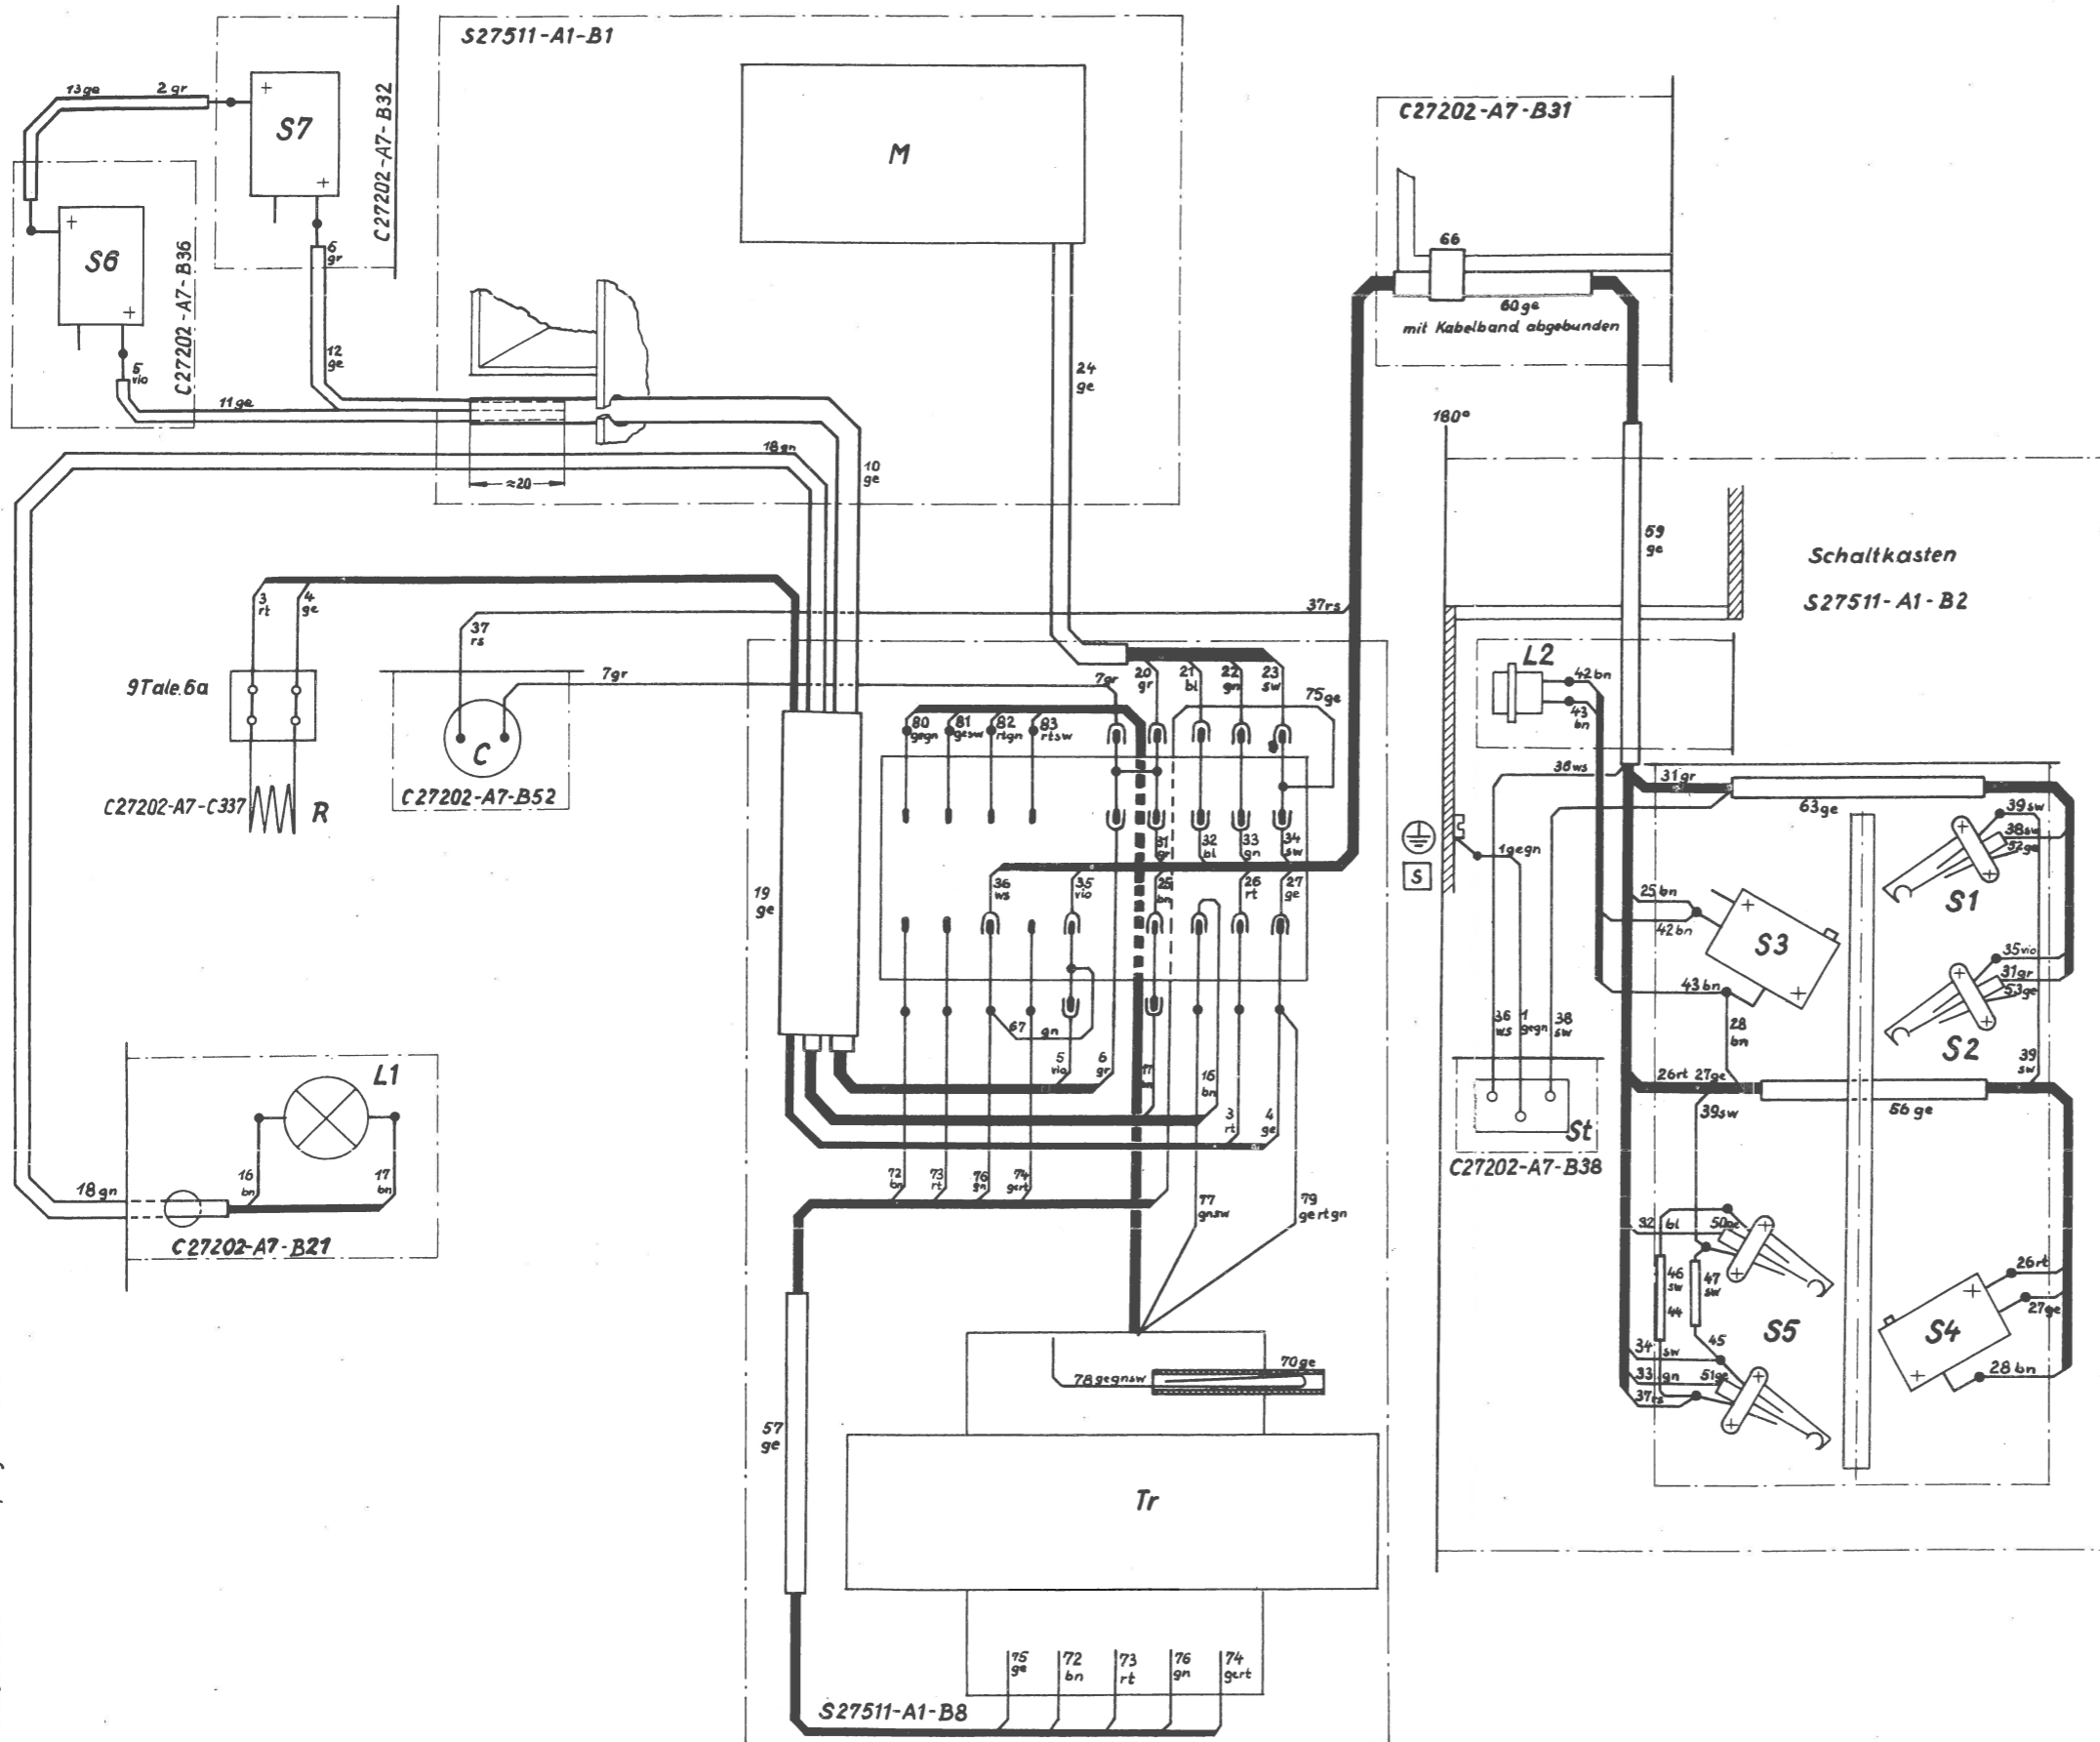 S27511-A1-B1
13ge
2 gr
S7
C27202-A7-B32
M
C27202-A7-B31
S6
C27202-A7-B36
6
gr
66
60ge
mit Kabelband abgebunden
12
ge
5
vio
11ge
24
ge
180°
18gn
10
ge
≈20
59
ge
Schaltkasten
S27511-A1-B2
3
rt
4
ge
37rs
37
rs
9Tale.6a
7gr
7gr
20
gr
21
bl
22
gn
23
sw
75ge
L2
42bn
43
bn
80
gegn
81
gesw
82
rtgn
83
rtsw
C
C27202-A7-B52
C27202-A7-C337
R
36ws
31gr
63ge
39sw
38sw
52ge
S1
31
gr
32
bl
33
gn
34
sw
S
1gegn
19
ge
36
ws
35
vio
25
bn
26
rt
27
ge
25bn
42bn
S3
35vio
31gr
53ge
S2
43bn
67
gn
36
ws
1
gegn
38
sw
28
bn
39
sw
5
vio
6
gr
17
bn
16
bn
3
rt
4
ge
26rt
27ge
39sw
56 ge
L1
St
C27202-A7-B38
16
bn
17
bn
18gn
72
bn
73
rt
76
gn
74
gert
77
gnsw
79
gertgn
C27202-A7-B21
32
bl
50ge
46
sw
44
47
sw
45
S5
26rt
27ge
S4
28bn
34
sw
33
gn
51ge
37rs
70ge
78gegnsw
57
ge
Tr
75
ge
72
bn
73
rt
76
gn
74
gert
S27511-A1-B8